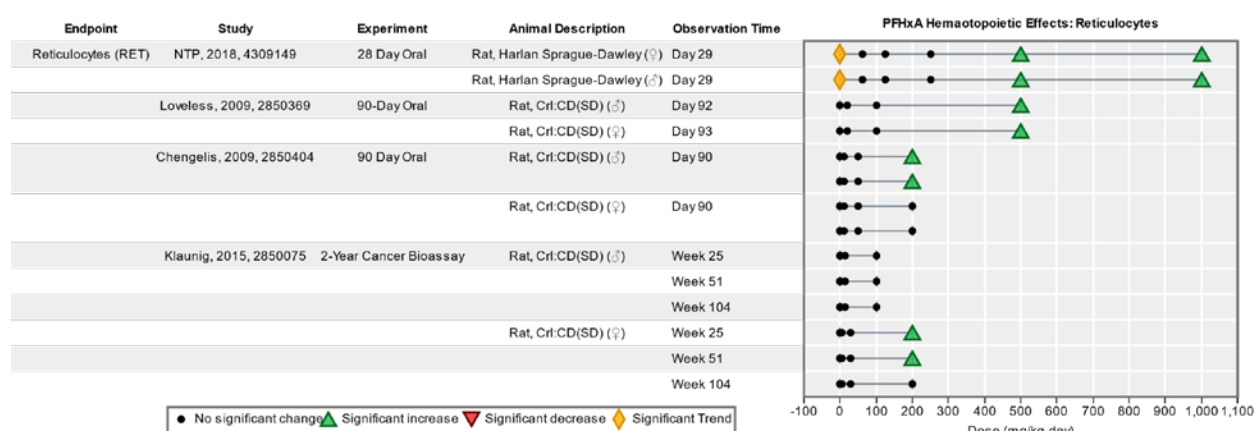 PFHxA Hemaotopoietic Effects: Reticulocytes
Endpoint Study Experiment Animal Description Observation Time
Reticulocytes (RET) NTP, 2018, 4309149 28 Day Oral Rat, Harlan Sprague-Dawley (♀) Day 29
Rat, Harlan Sprague-Dawley (♂) Day 29
Loveless, 2009, 2850369 90-Day Oral Rat, Crl:CD(SD) (♂) Day 92
Rat, Crl:CD(SD) (♀) Day 93
Chengelis, 2009, 2850404 90 Day Oral Rat, Crl:CD(SD) (♂) Day 90
Rat, Crl:CD(SD) (♀) Day 90
Klaunig, 2015, 2850075 2-Year Cancer Bioassay Rat, Crl:CD(SD) (♂) Week 25
Week 51
Week 104
Rat, Crl:CD(SD) (♀) Week 25
Week 51
Week 104
No significant change Significant increase Significant decrease Significant Trend
-100 0 100 200 300 400 500 600 700 800 900 1,000 1,100
Dose (mg/kg-day)